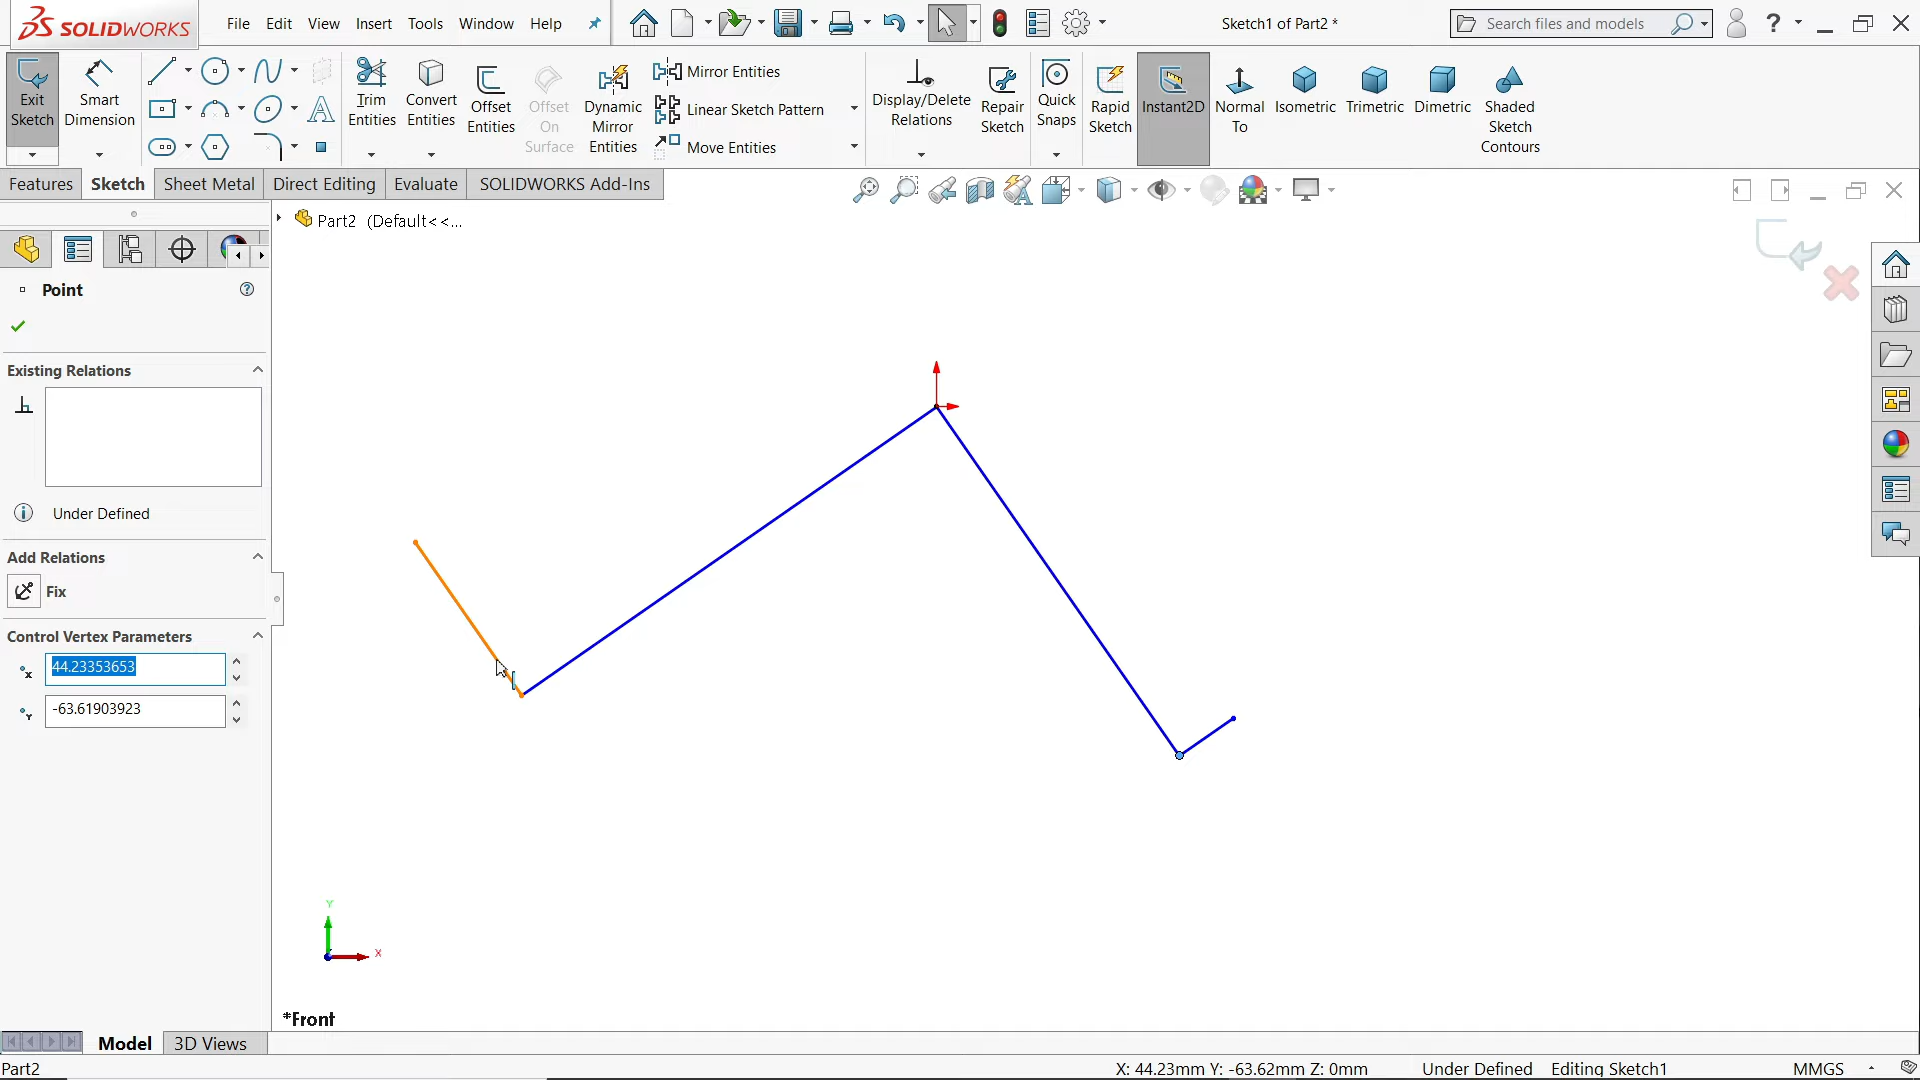 SOLIDWORKS File Edit View Insert Tools Window Help Sketch1 of Part2 * Search files and models ?
Exit Sketch
Smart Dimension
Trim Entities
Convert Entities
Offset Entities
Offset On Surface
Dynamic Mirror Entities
Mirror Entities
Linear Sketch Pattern
Move Entities
Display/Delete Relations
Repair Sketch
Quick Snaps
Rapid Sketch
Instant2D
Normal To
Isometric
Trimetric
Dimetric
Shaded Sketch Contours
Features Sketch Sheet Metal Direct Editing Evaluate SOLIDWORKS Add-Ins
Part2 (Default<<...
Point
Existing Relations
Under Defined
Add Relations
Fix
Control Vertex Parameters
X 44.23353653
Y -63.61903923
Y
X
*Front
Model 3D Views
Part2 X: 44.23mm Y: -63.62mm Z: 0mm Under Defined Editing Sketch1 MMGS